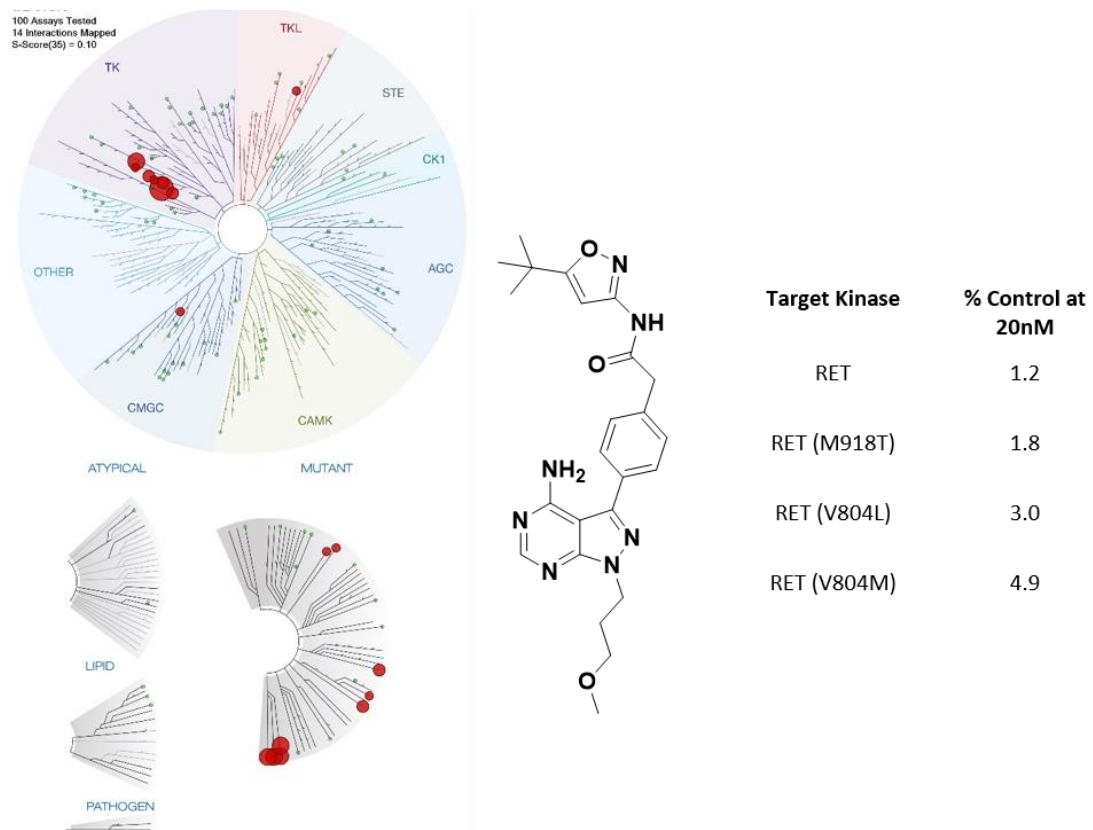 100 Assays Tested
14 Interactions Mapped
S-Score(35) = 0.10
TK
TKL
STE
CK1
AGC
CAMK
CMGC
OTHER
ATYPICAL
MUTANT
LIPID
PATHOGEN
O
N
NH
O
NH2
N
N
N
N
O
Target Kinase
% Control at
20nM
RET
1.2
RET (M918T)
1.8
RET (V804L)
3.0
RET (V804M)
4.9